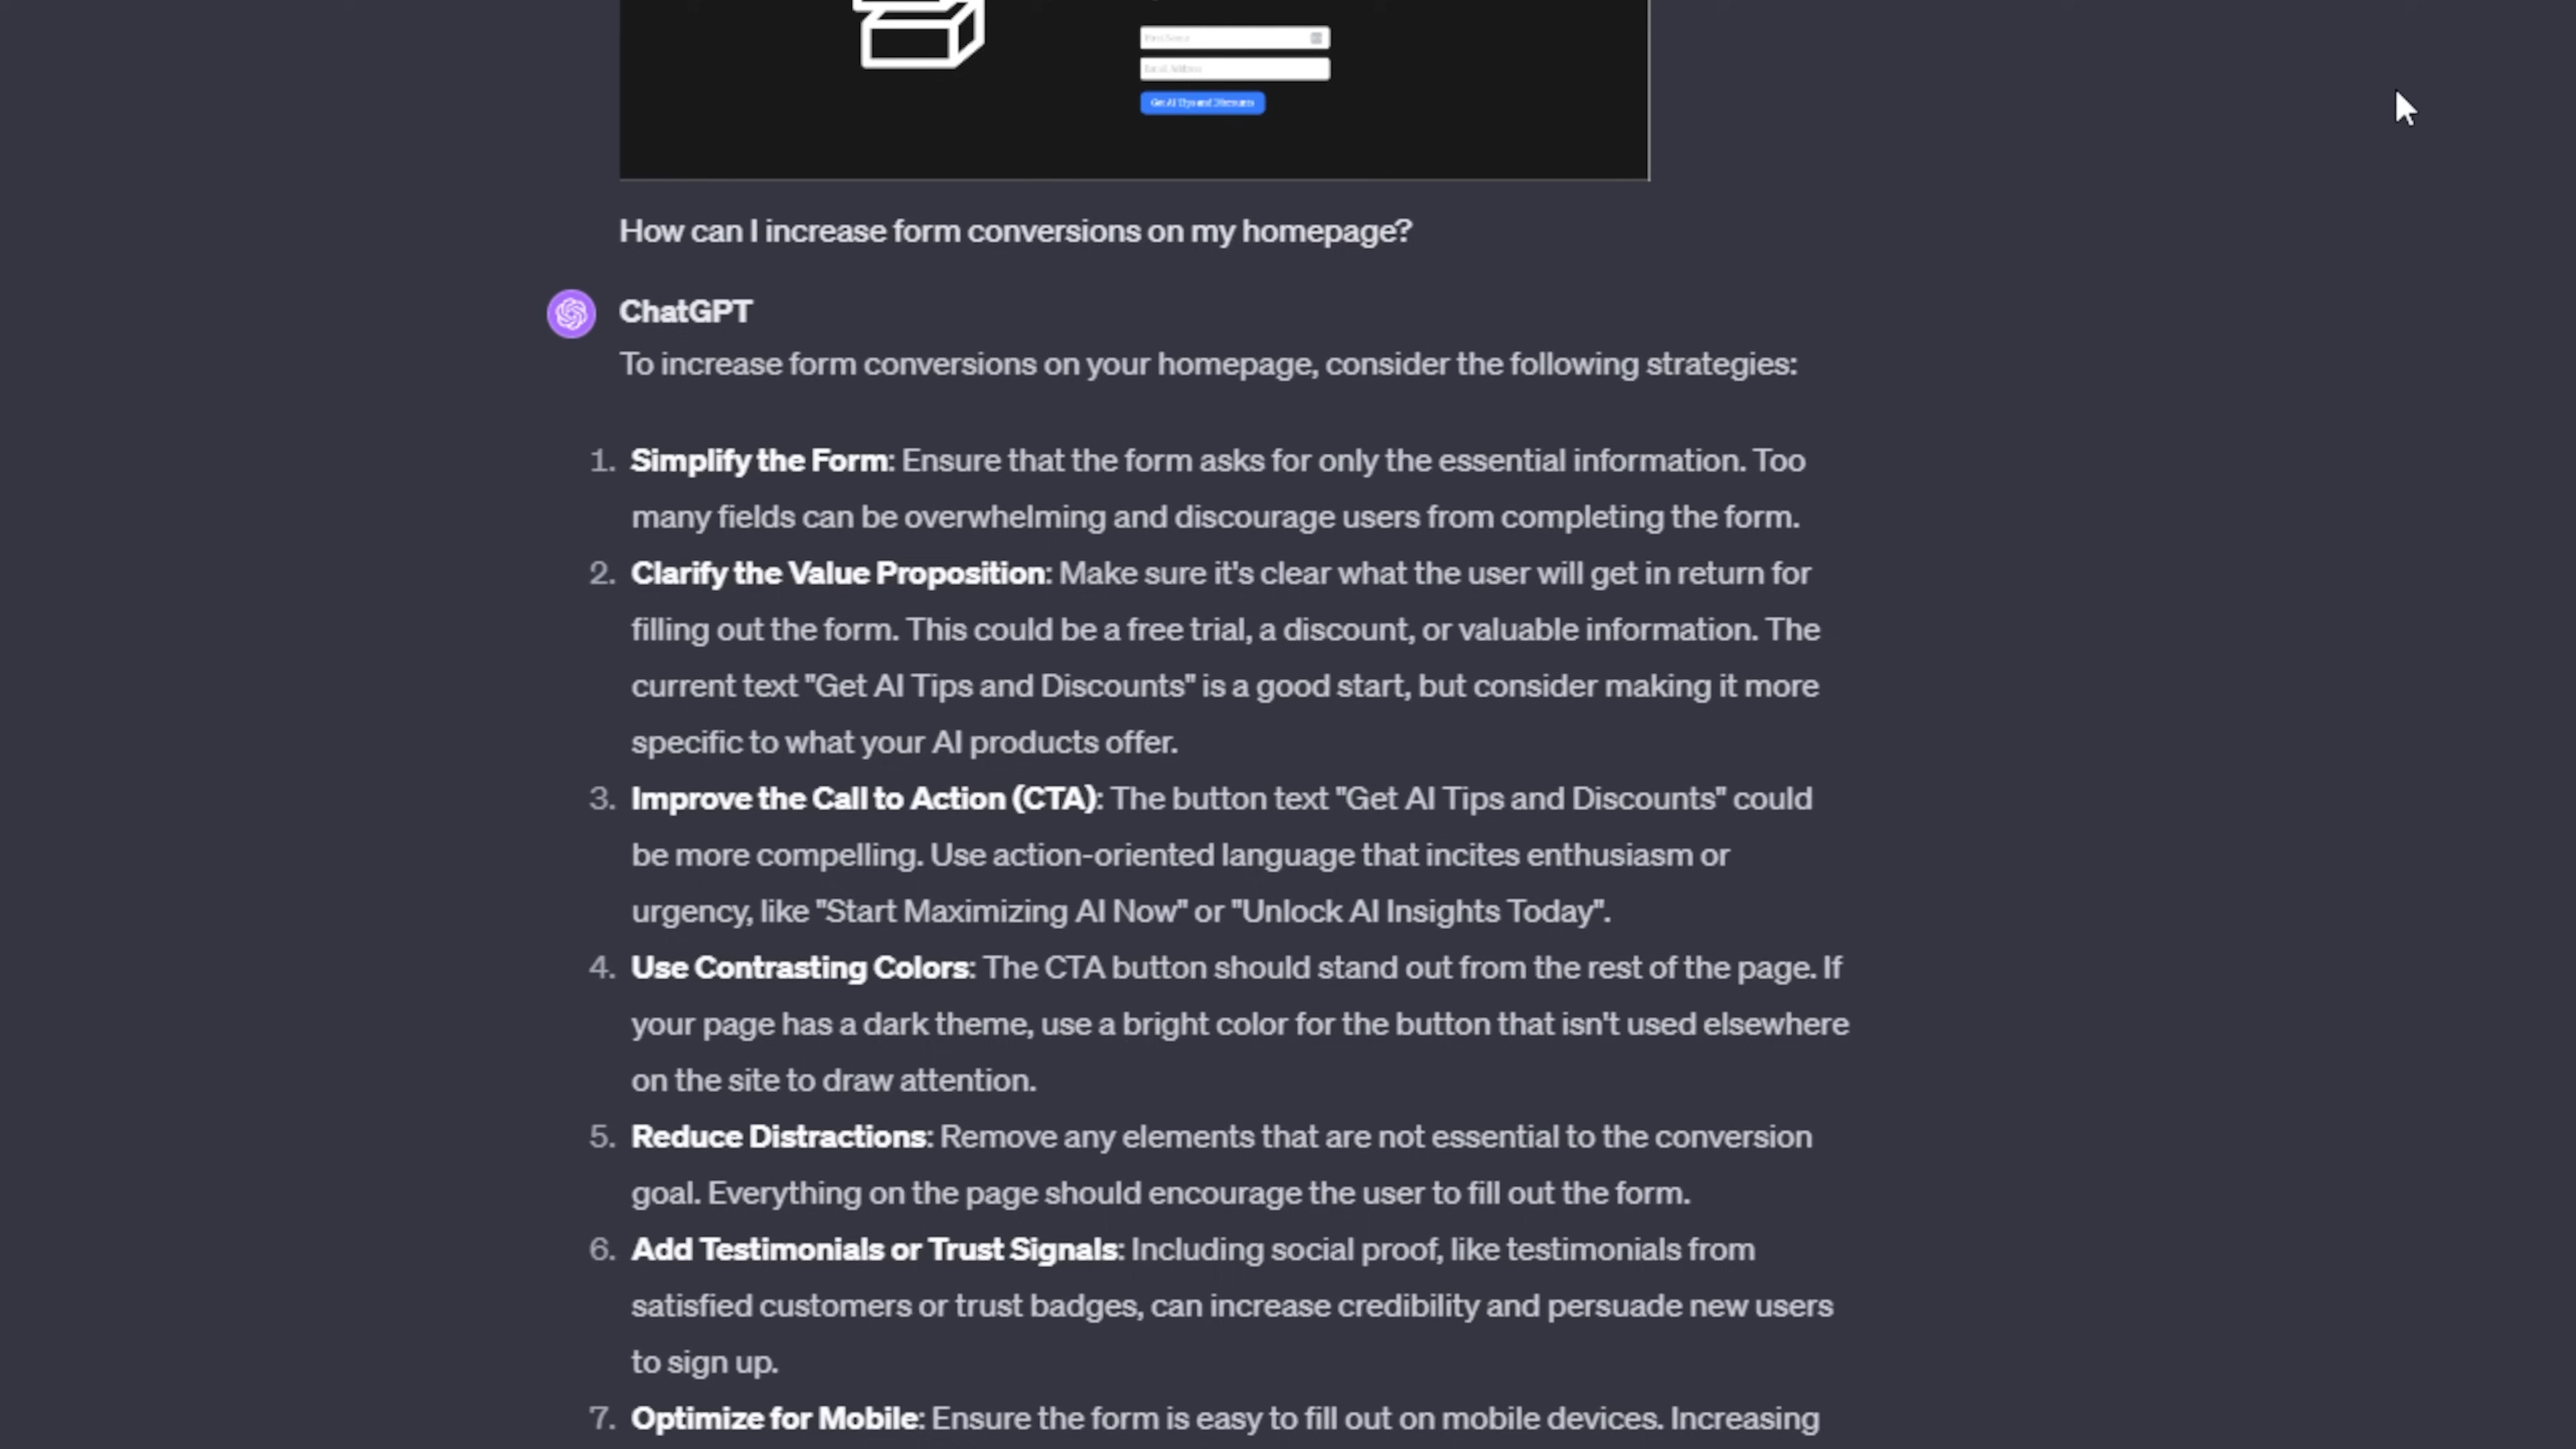 First Name
Email Address
Get AI Tips and Discounts
How can I increase form conversions on my homepage?
ChatGPT
To increase form conversions on your homepage, consider the following strategies:
1. Simplify the Form: Ensure that the form asks for only the essential information. Too
many fields can be overwhelming and discourage users from completing the form.
2. Clarify the Value Proposition: Make sure it's clear what the user will get in return for
filling out the form. This could be a free trial, a discount, or valuable information. The
current text "Get AI Tips and Discounts" is a good start, but consider making it more
specific to what your AI products offer.
3. Improve the Call to Action (CTA): The button text "Get AI Tips and Discounts" could
be more compelling. Use action-oriented language that incites enthusiasm or
urgency, like "Start Maximizing AI Now" or "Unlock AI Insights Today".
4. Use Contrasting Colors: The CTA button should stand out from the rest of the page. If
your page has a dark theme, use a bright color for the button that isn't used elsewhere
on the site to draw attention.
5. Reduce Distractions: Remove any elements that are not essential to the conversion
goal. Everything on the page should encourage the user to fill out the form.
6. Add Testimonials or Trust Signals: Including social proof, like testimonials from
satisfied customers or trust badges, can increase credibility and persuade new users
to sign up.
7. Optimize for Mobile: Ensure the form is easy to fill out on mobile devices. Increasing